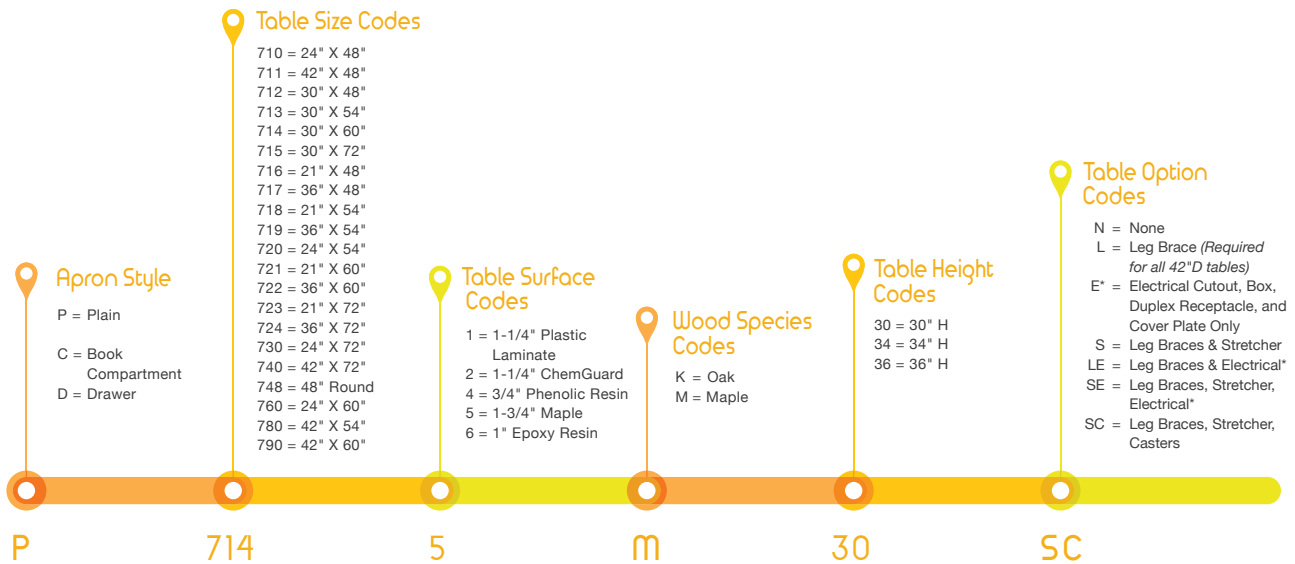 Apron Style
P = Plain
C = Book
Compartment
D = Drawer
Table Size Codes
710 = 24" X 48"
711 = 42" X 48"
712 = 30" X 48"
713 = 30" X 54"
714 = 30" X 60"
715 = 30" X 72"
716 = 21" X 48"
717 = 36" X 48"
718 = 21" X 54"
719 = 36" X 54"
720 = 24" X 54"
721 = 21" X 60"
722 = 36" X 60"
723 = 21" X 72"
724 = 36" X 72"
730 = 24" X 72"
740 = 42" X 72"
748 = 48" Round
760 = 24" X 60"
780 = 42" X 54"
790 = 42" X 60"
Table Surface
Codes
1 = 1-1/4" Plastic
Laminate
2 = 1-1/4" ChemGuard
4 = 3/4" Phenolic Resin
5 = 1-3/4" Maple
6 = 1" Epoxy Resin
Wood Species
Codes
K = Oak
M = Maple
Table Height
Codes
30 = 30" H
34 = 34" H
36 = 36" H
Table Option
Codes
N = None
L = Leg Brace (Required
for all 42"D tables)
E* = Electrical Cutout, Box,
Duplex Receptacle, and
Cover Plate Only
S = Leg Braces & Stretcher
LE = Leg Braces & Electrical*
SE = Leg Braces, Stretcher,
Electrical*
SC = Leg Braces, Stretcher,
Casters
P 714 5 M 30 SC